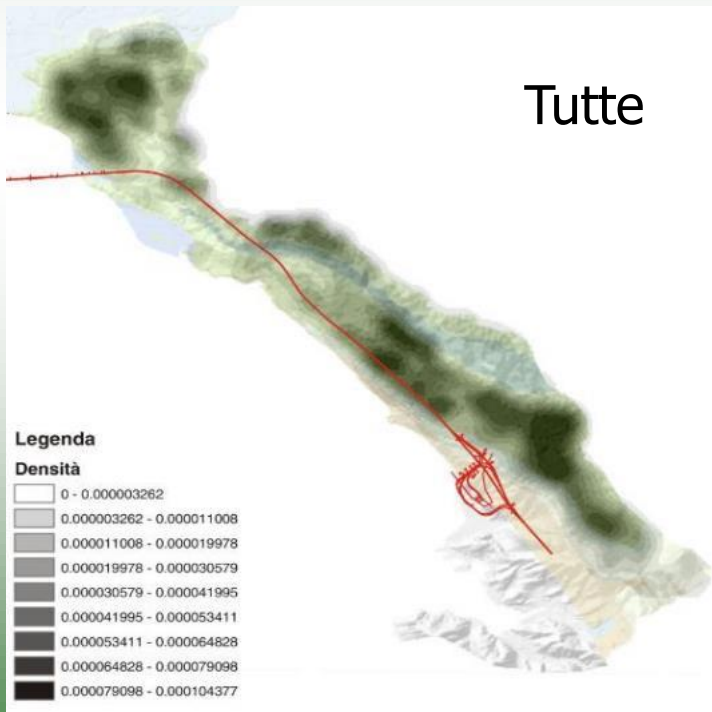 Tutte
Legenda
Densità
0 - 0.000003262
0.000003262 - 0.000011008
0.000011008 - 0.000019978
0.000019978 - 0.000030579
0.000030579 - 0.000041995
0.000041995 - 0.000053411
0.000053411 - 0.000064828
0.000064828 - 0.000079098
0.000079098 - 0.000104377